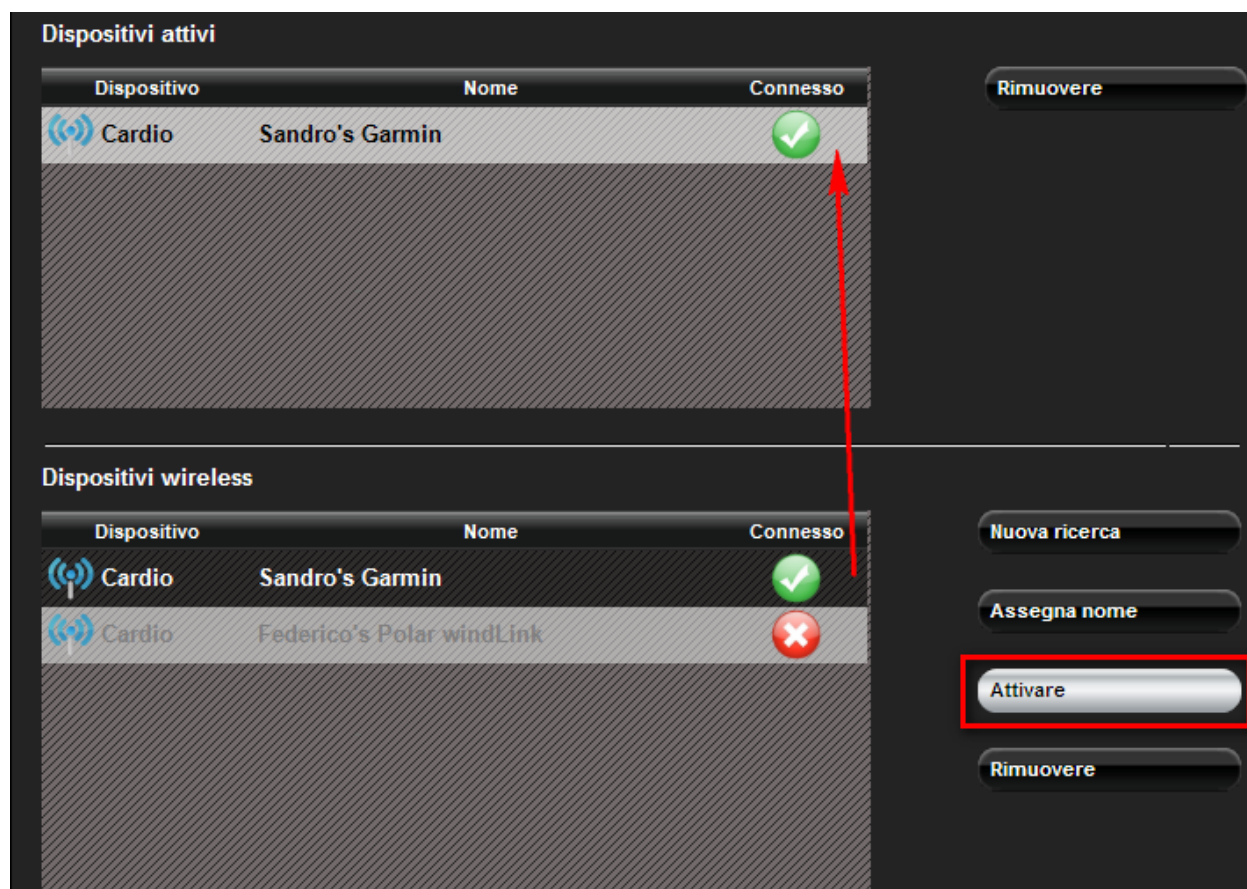 Dispositivi attivi
Dispositivo Nome Connesso
Rimuovere
Cardio Sandro's Garmin
Dispositivi wireless
Dispositivo Nome Connesso
Nuova ricerca
Cardio Sandro's Garmin
Assegna nome
Cardio Federico's Polar windLink
Attivare
Rimuovere